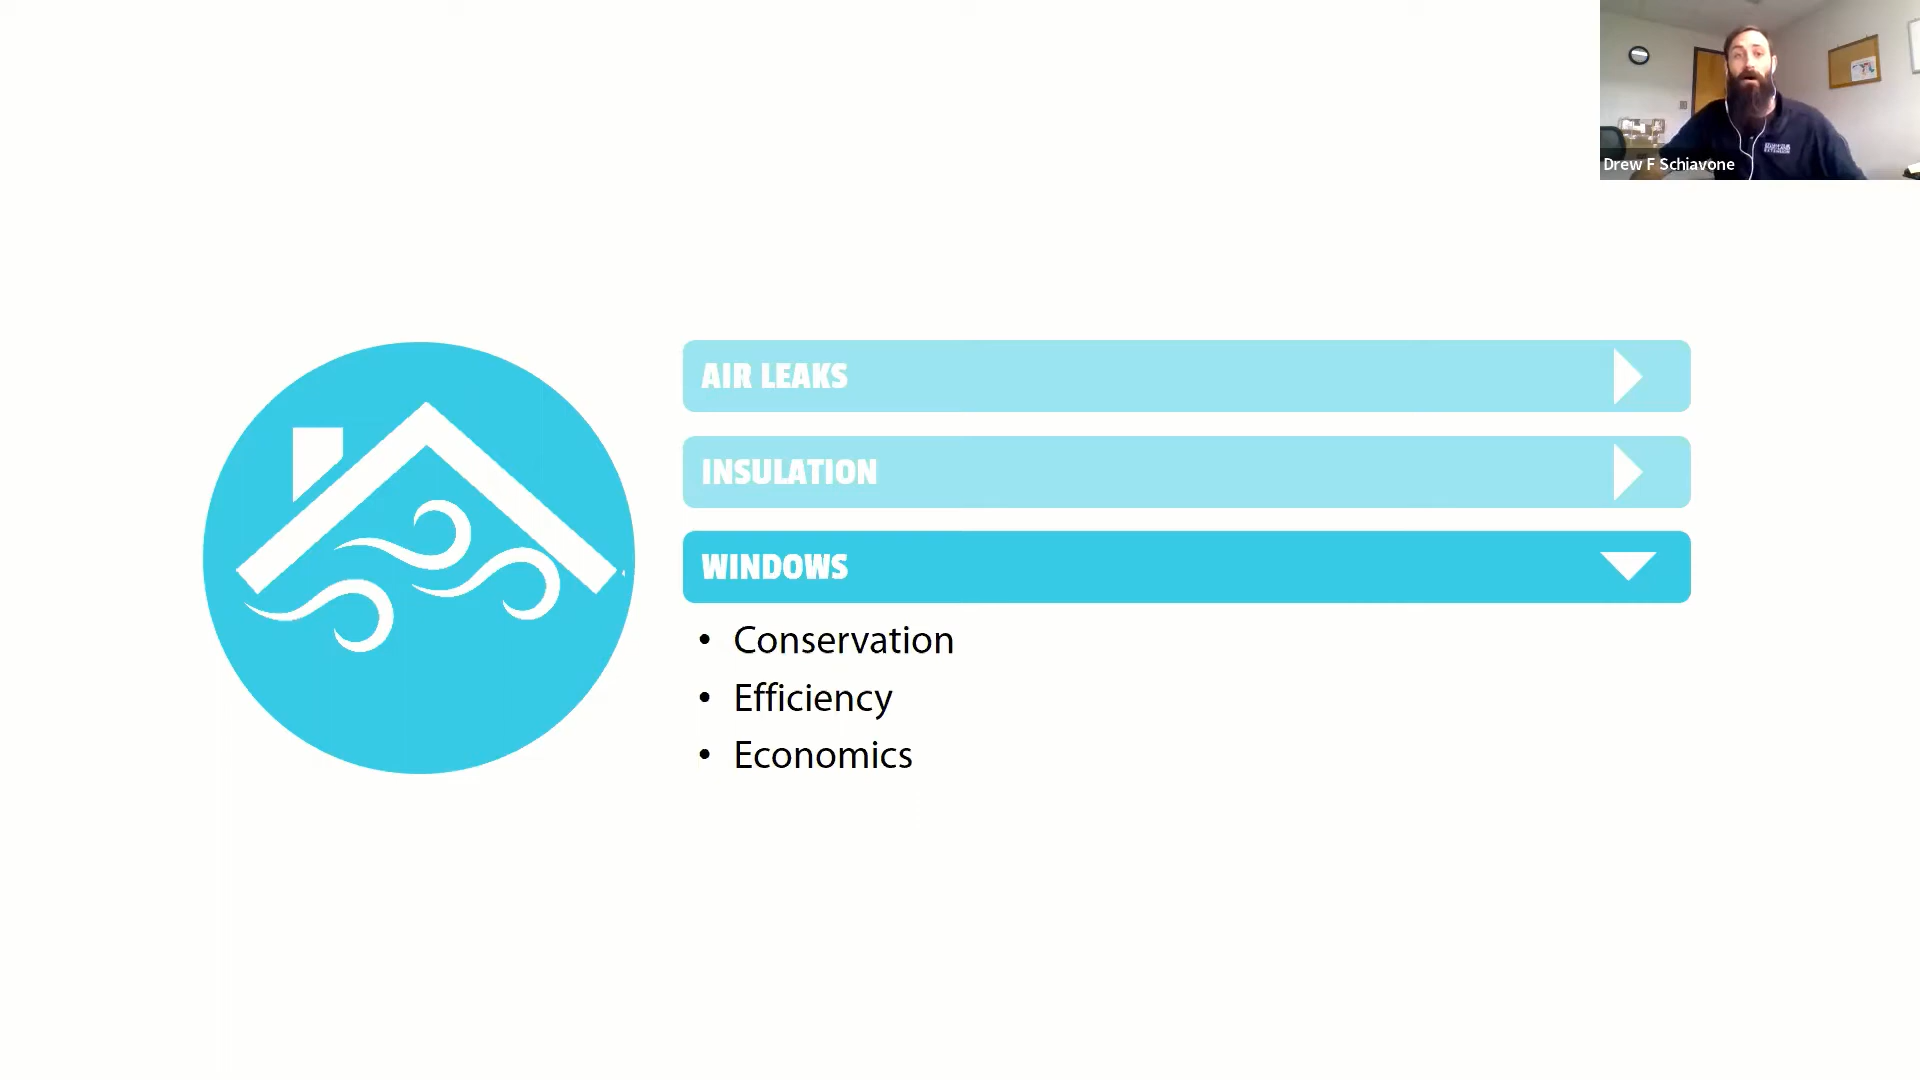 Drew F Schiavone
AIR LEAKS
INSULATION
WINDOWS
• Conservation
• Efficiency
• Economics